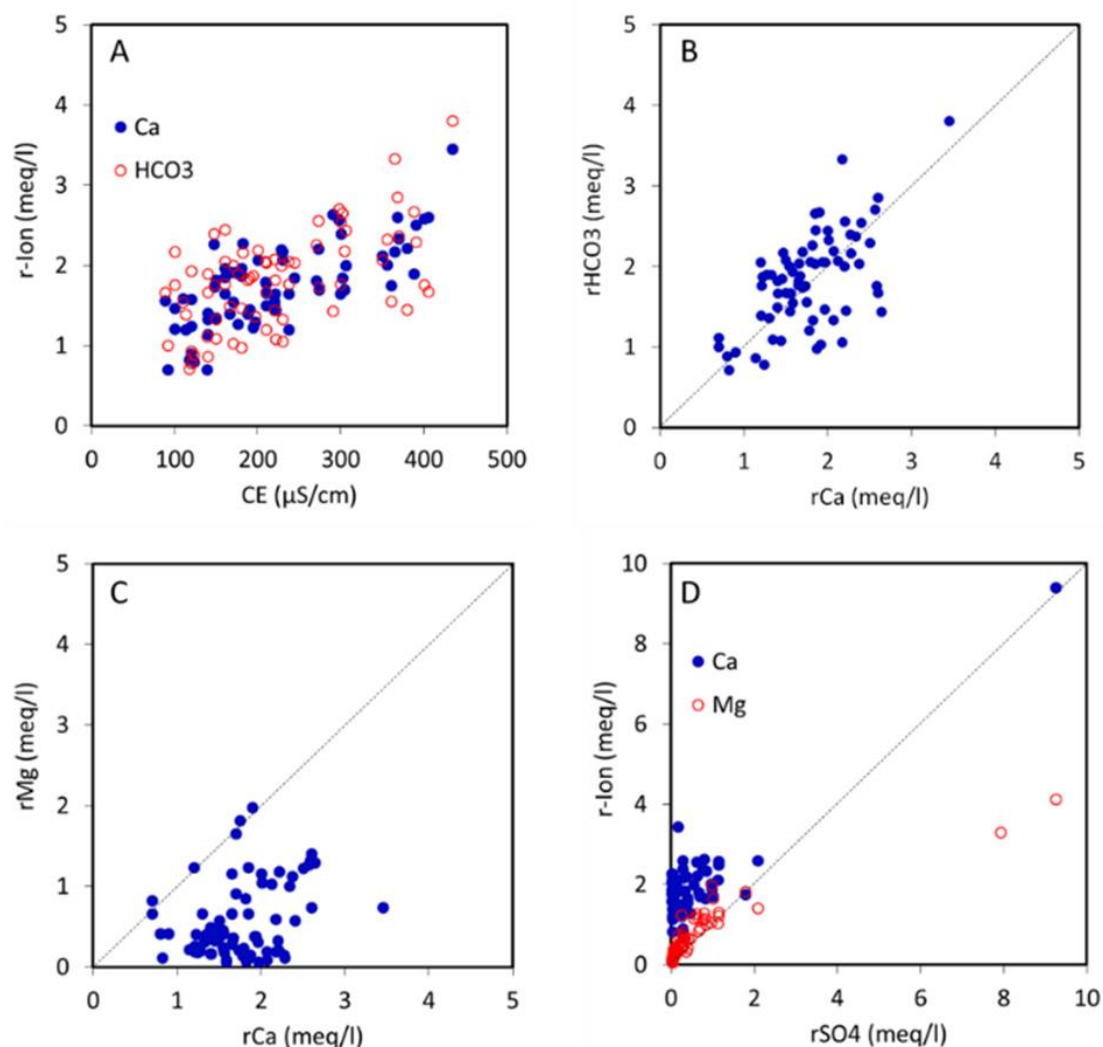 A
Ca
HCO3
5
4
3
2
1
0
r-Ion (meq/l)
0 100 200 300 400 500
CE (µS/cm)
B
5
4
3
2
1
0
rHCO3 (meq/l)
0 1 2 3 4 5
rCa (meq/l)
C
5
4
3
2
1
0
rMg (meq/l)
0 1 2 3 4 5
rCa (meq/l)
D
Ca
Mg
10
8
6
4
2
0
r-Ion (meq/l)
0 2 4 6 8 10
rSO4 (meq/l)